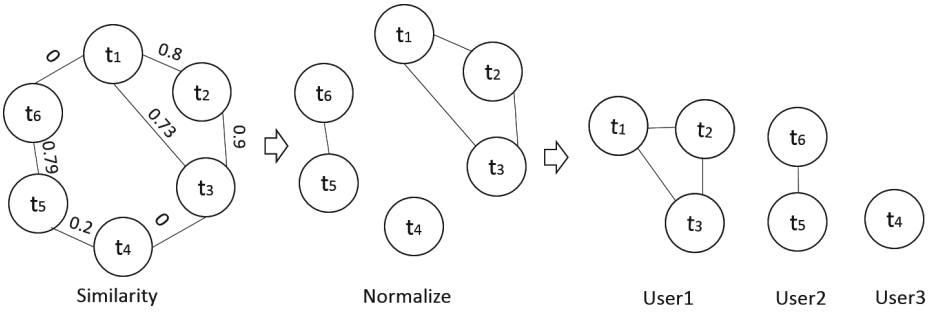 t1
0
0.8
t2
t6
0.73
0.9
0.79
t3
t5
0.2
0
t4
Similarity
t1
t2
t6
t3
t5
t4
Normalize
t1
t2
t3
User1
t6
t5
User2
t4
User3